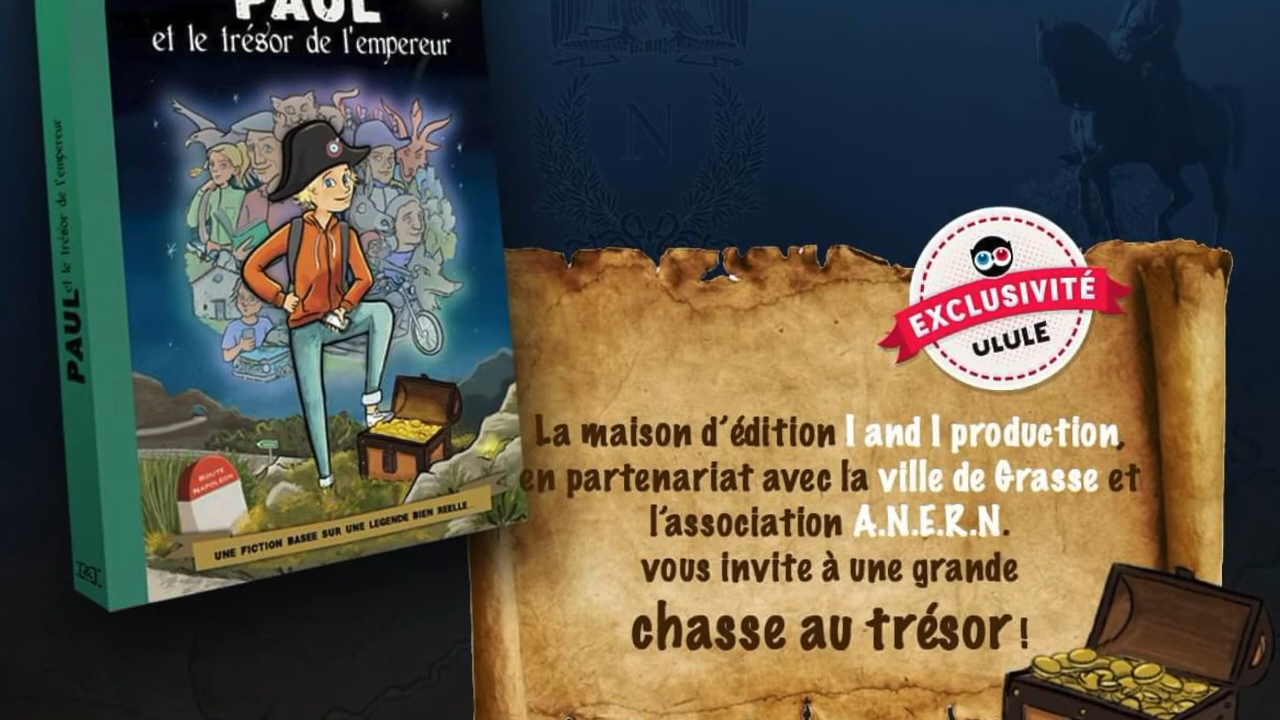 PAUL
et le trésor de l'empereur
PAUL et le trésor de l'empereur
N
EXCLUSIVITÉ
ULULE
La maison d'édition I and I production,
en partenariat avec la ville de Grasse et
l'association A.N.E.R.N.
vous invite à une grande
chasse au trésor !
ROUTE
NAPOLEON
UNE FICTION BASEE SUR UNE LEGENDE BIEN REELLE